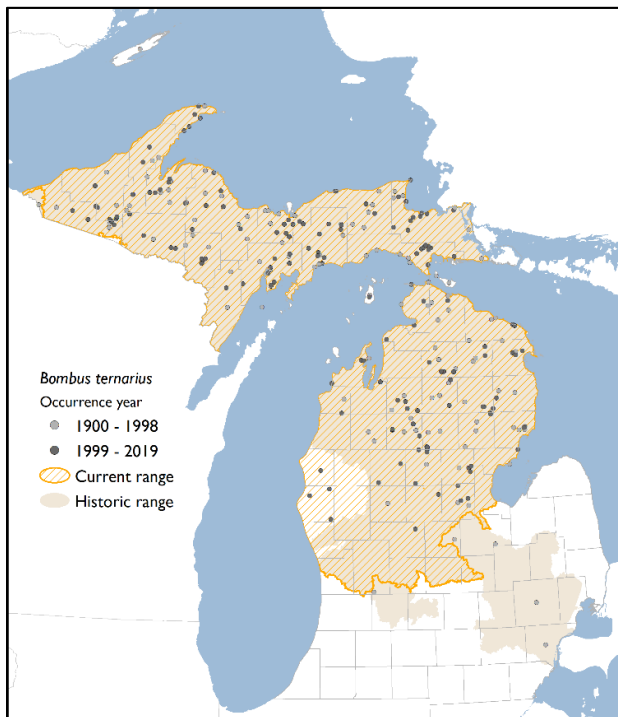 Bombus ternarius
Occurrence year
1900 - 1998
1999 - 2019
Current range
Historic range